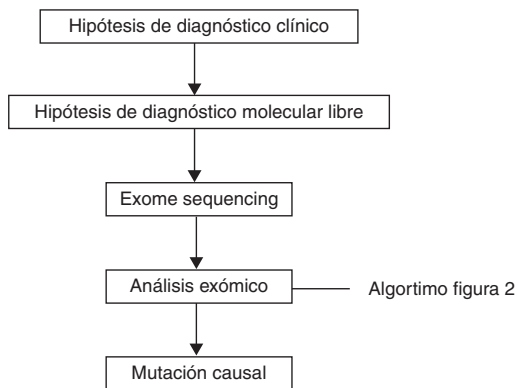 Hipótesis de diagnóstico clínico
Hipótesis de diagnóstico molecular libre
Exome sequencing
Análisis exómico
Algortimo figura 2
Mutación causal